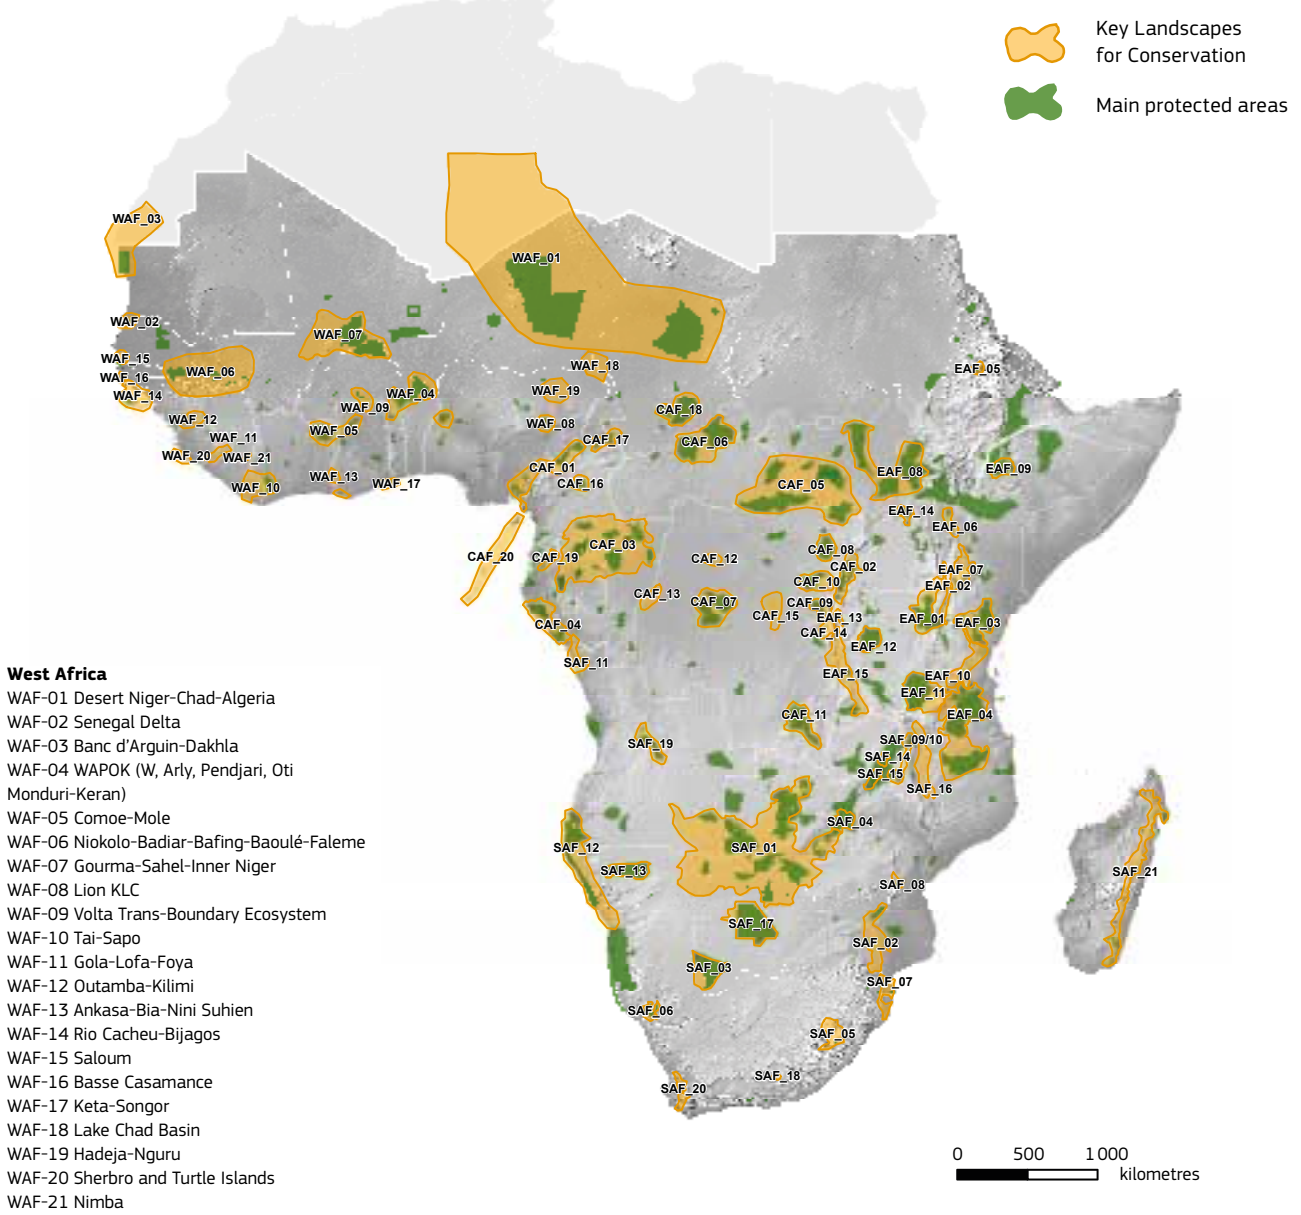 Key Landscapes
for Conservation
Main protected areas
WAF_03
WAF_01
WAF_02
WAF_07
WAF_15
WAF_18
EAF_05
WAF_06
WAF_16
WAF_14
WAF_19
WAF_04
WAF_09
CAF_18
WAF_12
WAF_08
WAF_05
WAF_11
CAF_17
CAF_06
WAF_20
WAF_21
CAF_01
EAF_09
EAF_08
WAF_13
WAF_10
WAF_17
CAF_16
CAF_05
EAF_14
EAF_06
CAF_03
CAF_20
CAF_19
CAF_12
CAF_08
CAF_02
EAF_07
CAF_10
EAF_02
CAF_13
CAF_07
CAF_09
CAF_15
EAF_13
EAF_01
EAF_03
CAF_04
CAF_14
EAF_12
SAF_11
EAF_15
EAF_10
EAF_11
CAF_11
EAF_04
SAF_19
SAF_09/10
SAF_14
SAF_15
SAF_16
SAF_04
SAF_12
SAF_01
SAF_13
SAF_21
SAF_08
SAF_17
SAF_02
SAF_03
SAF_07
SAF_06
SAF_05
SAF_18
SAF_20
West Africa
WAF-01 Desert Niger-Chad-Algeria
WAF-02 Senegal Delta
WAF-03 Banc d’Arguin-Dakhla
WAF-04 WAPOK (W, Arly, Pendjari, Oti
Monduri-Keran)
WAF-05 Comoe-Mole
WAF-06 Niokolo-Badiar-Bafing-Baoulé-Faleme
WAF-07 Gourma-Sahel-Inner Niger
WAF-08 Lion KLC
WAF-09 Volta Trans-Boundary Ecosystem
WAF-10 Tai-Sapo
WAF-11 Gola-Lofa-Foya
WAF-12 Outamba-Kilimi
WAF-13 Ankasa-Bia-Nini Suhien
WAF-14 Rio Cacheu-Bijagos
WAF-15 Saloum
WAF-16 Basse Casamance
WAF-17 Keta-Songor
WAF-18 Lake Chad Basin
WAF-19 Hadeja-Nguru
WAF-20 Sherbro and Turtle Islands
WAF-21 Nimba
0 500 1 000
kilometres